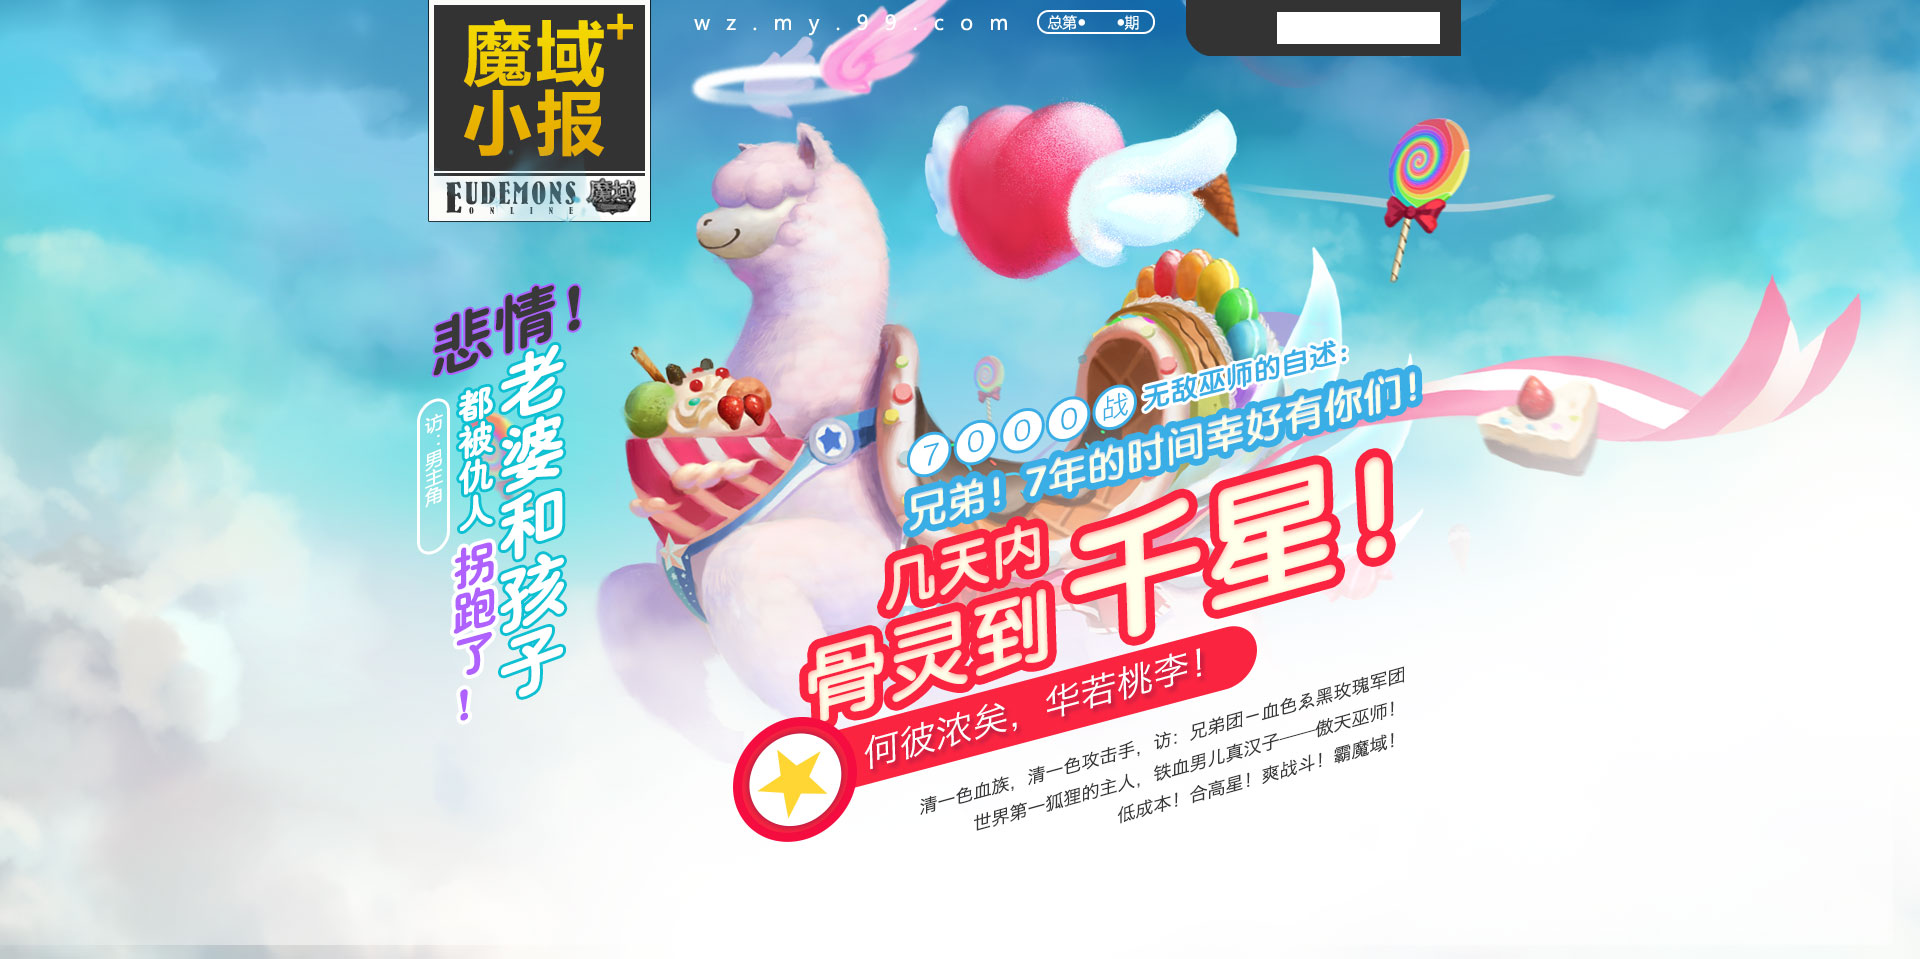 魔域+
小报
EUDEMONS
ONLINE
魔域
wz.my.99.com
总第●　●期
悲情！
老婆和孩子
都被仇人
拐跑了！
访：男主角
7000战 无敌巫师的自述：
兄弟！7年的时间幸好有你们！
几天内
骨灵到千星！
何彼浓矣，华若桃李！
清一色血族，清一色攻击手，访：兄弟团－血色ゑ黑玫瑰军团
世界第一狐狸的主人，铁血男儿真汉子——傲天巫师！
低成本！合高星！爽战斗！霸魔域！